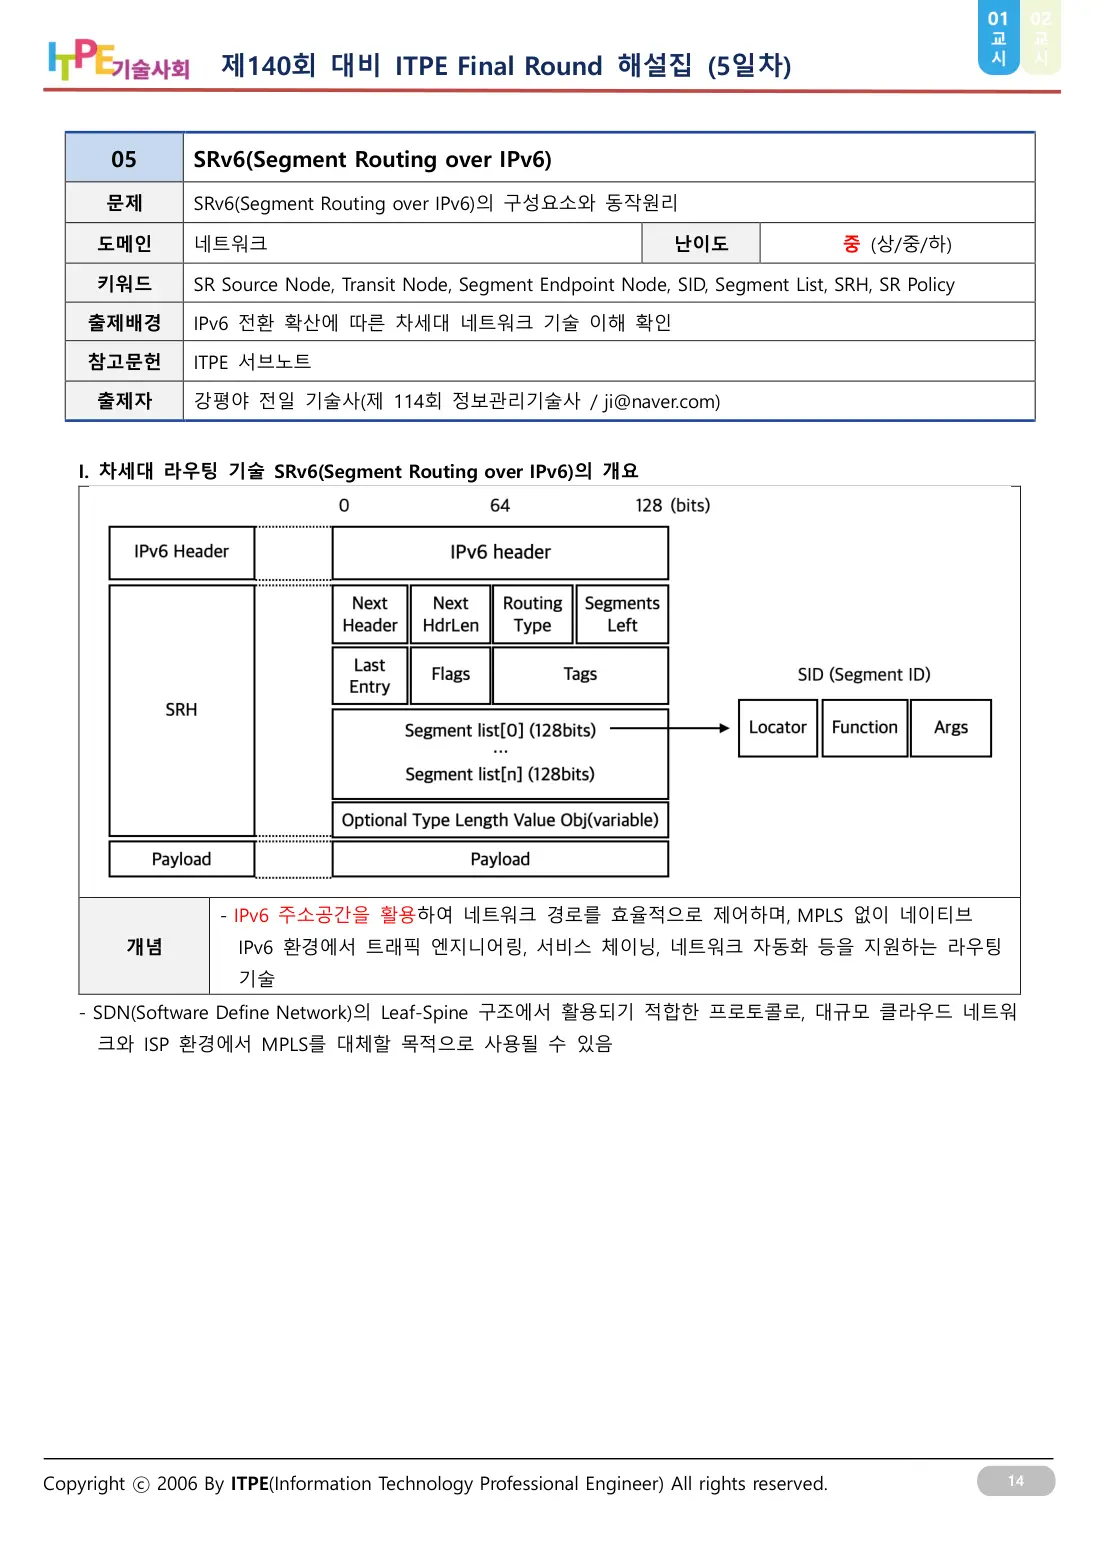 ITPE기술사회 제140회 대비 ITPE Final Round 해설집 (5일차)
01 교 시
02 교 시
05 SRv6(Segment Routing over IPv6)
문제 SRv6(Segment Routing over IPv6)의 구성요소와 동작원리
도메인 네트워크 난이도 중 (상/중/하)
키워드 SR Source Node, Transit Node, Segment Endpoint Node, SID, Segment List, SRH, SR Policy
출제배경 IPv6 전환 확산에 따른 차세대 네트워크 기술 이해 확인
참고문헌 ITPE 서브노트
출제자 강평야 전일 기술사(제 114회 정보관리기술사 / ji@naver.com)
I. 차세대 라우팅 기술 SRv6(Segment Routing over IPv6)의 개요
0 64 128 (bits)
IPv6 Header IPv6 header
Next Header Next HdrLen Routing Type Segments Left
Last Entry Flags Tags
SID (Segment ID)
SRH
Segment list[0] (128bits) Locator Function Args
...
Segment list[n] (128bits)
Optional Type Length Value Obj(variable)
Payload Payload
개념
- IPv6 주소공간을 활용하여 네트워크 경로를 효율적으로 제어하며, MPLS 없이 네이티브
IPv6 환경에서 트래픽 엔지니어링, 서비스 체이닝, 네트워크 자동화 등을 지원하는 라우팅
기술
- SDN(Software Define Network)의 Leaf-Spine 구조에서 활용되기 적합한 프로토콜로, 대규모 클라우드 네트워
크와 ISP 환경에서 MPLS를 대체할 목적으로 사용될 수 있음
Copyright ⓒ 2006 By ITPE(Information Technology Professional Engineer) All rights reserved.
14